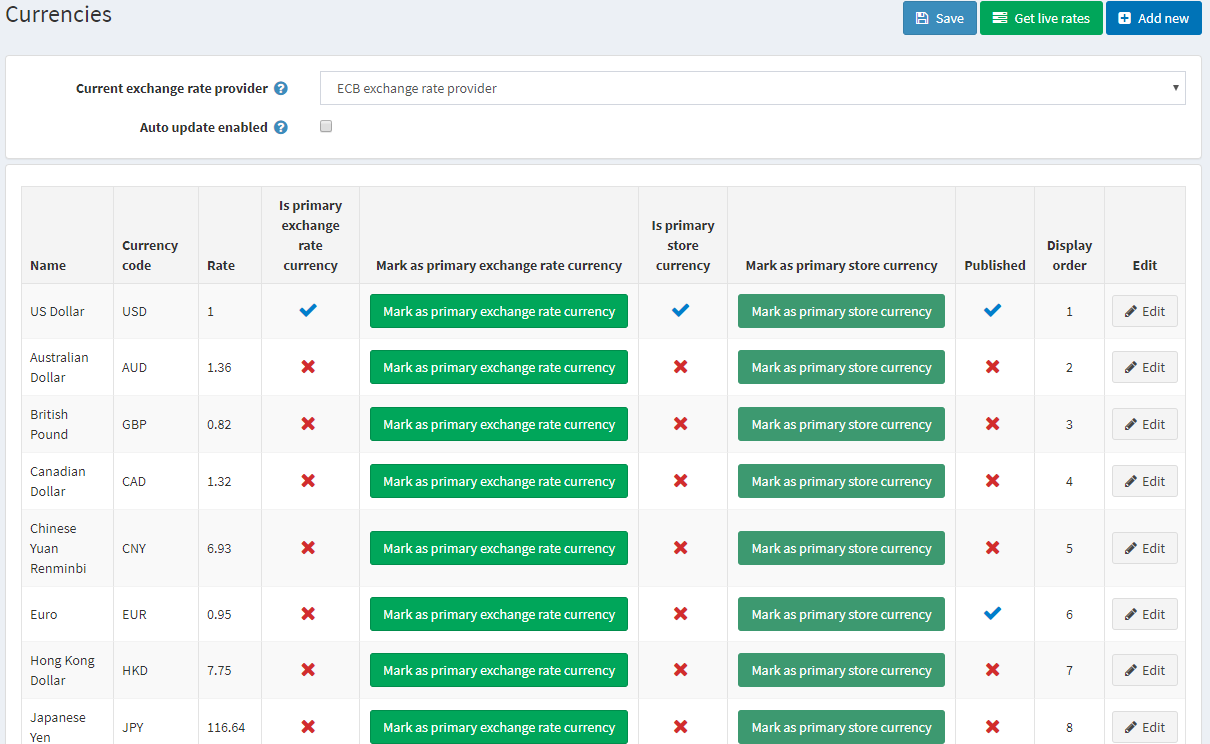 Currencies
Save
Get live rates
Add new
Current exchange rate provider ?
ECB exchange rate provider
Auto update enabled ?
Name
Currency
code
Rate
Is primary
exchange
rate
currency
Mark as primary exchange rate currency
Is primary
store
currency
Mark as primary store currency
Published
Display
order
Edit
US Dollar
USD
1
Mark as primary exchange rate currency
Mark as primary store currency
1
Edit
Australian
Dollar
AUD
1.36
Mark as primary exchange rate currency
Mark as primary store currency
2
Edit
British
Pound
GBP
0.82
Mark as primary exchange rate currency
Mark as primary store currency
3
Edit
Canadian
Dollar
CAD
1.32
Mark as primary exchange rate currency
Mark as primary store currency
4
Edit
Chinese
Yuan
Renminbi
CNY
6.93
Mark as primary exchange rate currency
Mark as primary store currency
5
Edit
Euro
EUR
0.95
Mark as primary exchange rate currency
Mark as primary store currency
6
Edit
Hong Kong
Dollar
HKD
7.75
Mark as primary exchange rate currency
Mark as primary store currency
7
Edit
Japanese
Yen
JPY
116.64
Mark as primary exchange rate currency
Mark as primary store currency
8
Edit